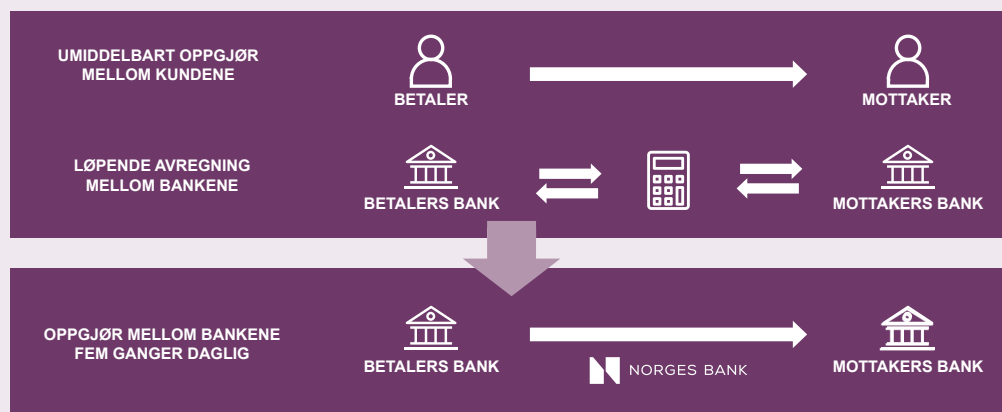 UMIDDELBART OPPGJØR
MELLOM KUNDENE
BETALER
MOTTAKER
LØPENDE AVREGNING
MELLOM BANKENE
BETALERS BANK
MOTTAKERS BANK
OPPGJØR MELLOM BANKENE
FEM GANGER DAGLIG
BETALERS BANK
NORGES BANK
MOTTAKERS BANK